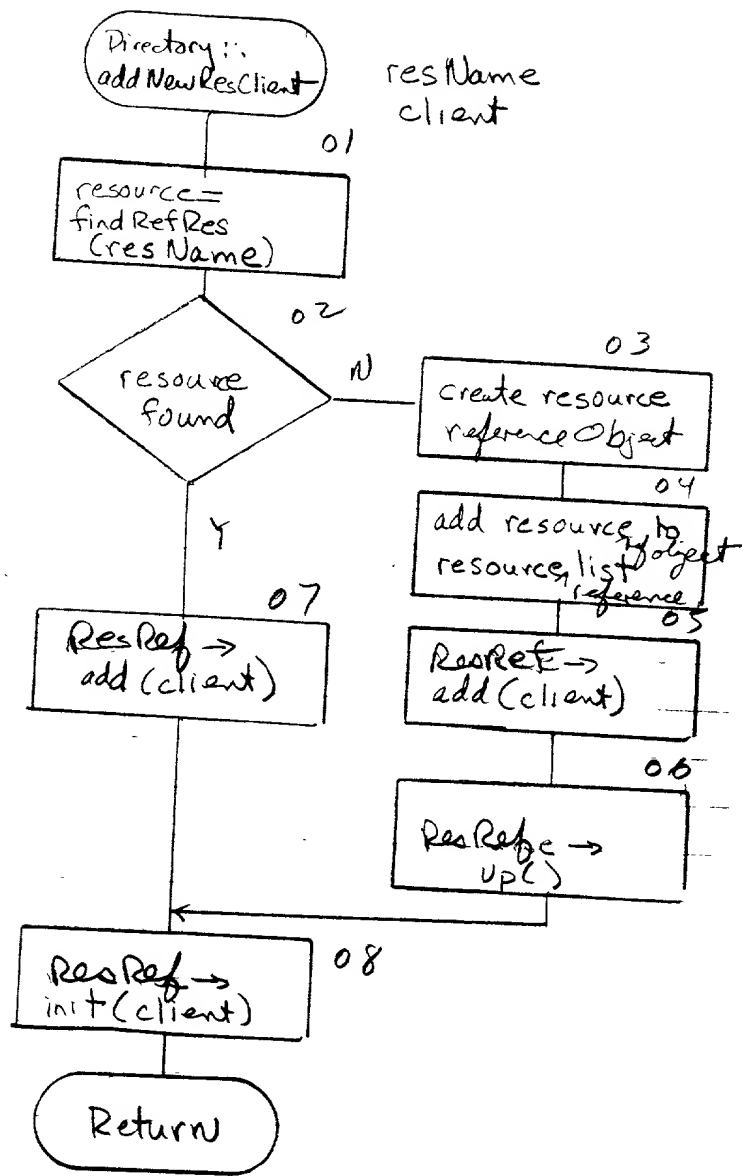 Directory::
addNewResClient
resName
client
01
resource=
findRefRes
(resName)
02
resource
found
N
03
create resource
referenceObject
04
add resource to
ref object
resource list
reference
05
ResRef →
add (client)
06
ResRef →
up()
Y
07
ResRef →
add (client)
08
ResRef →
init (client)
Return